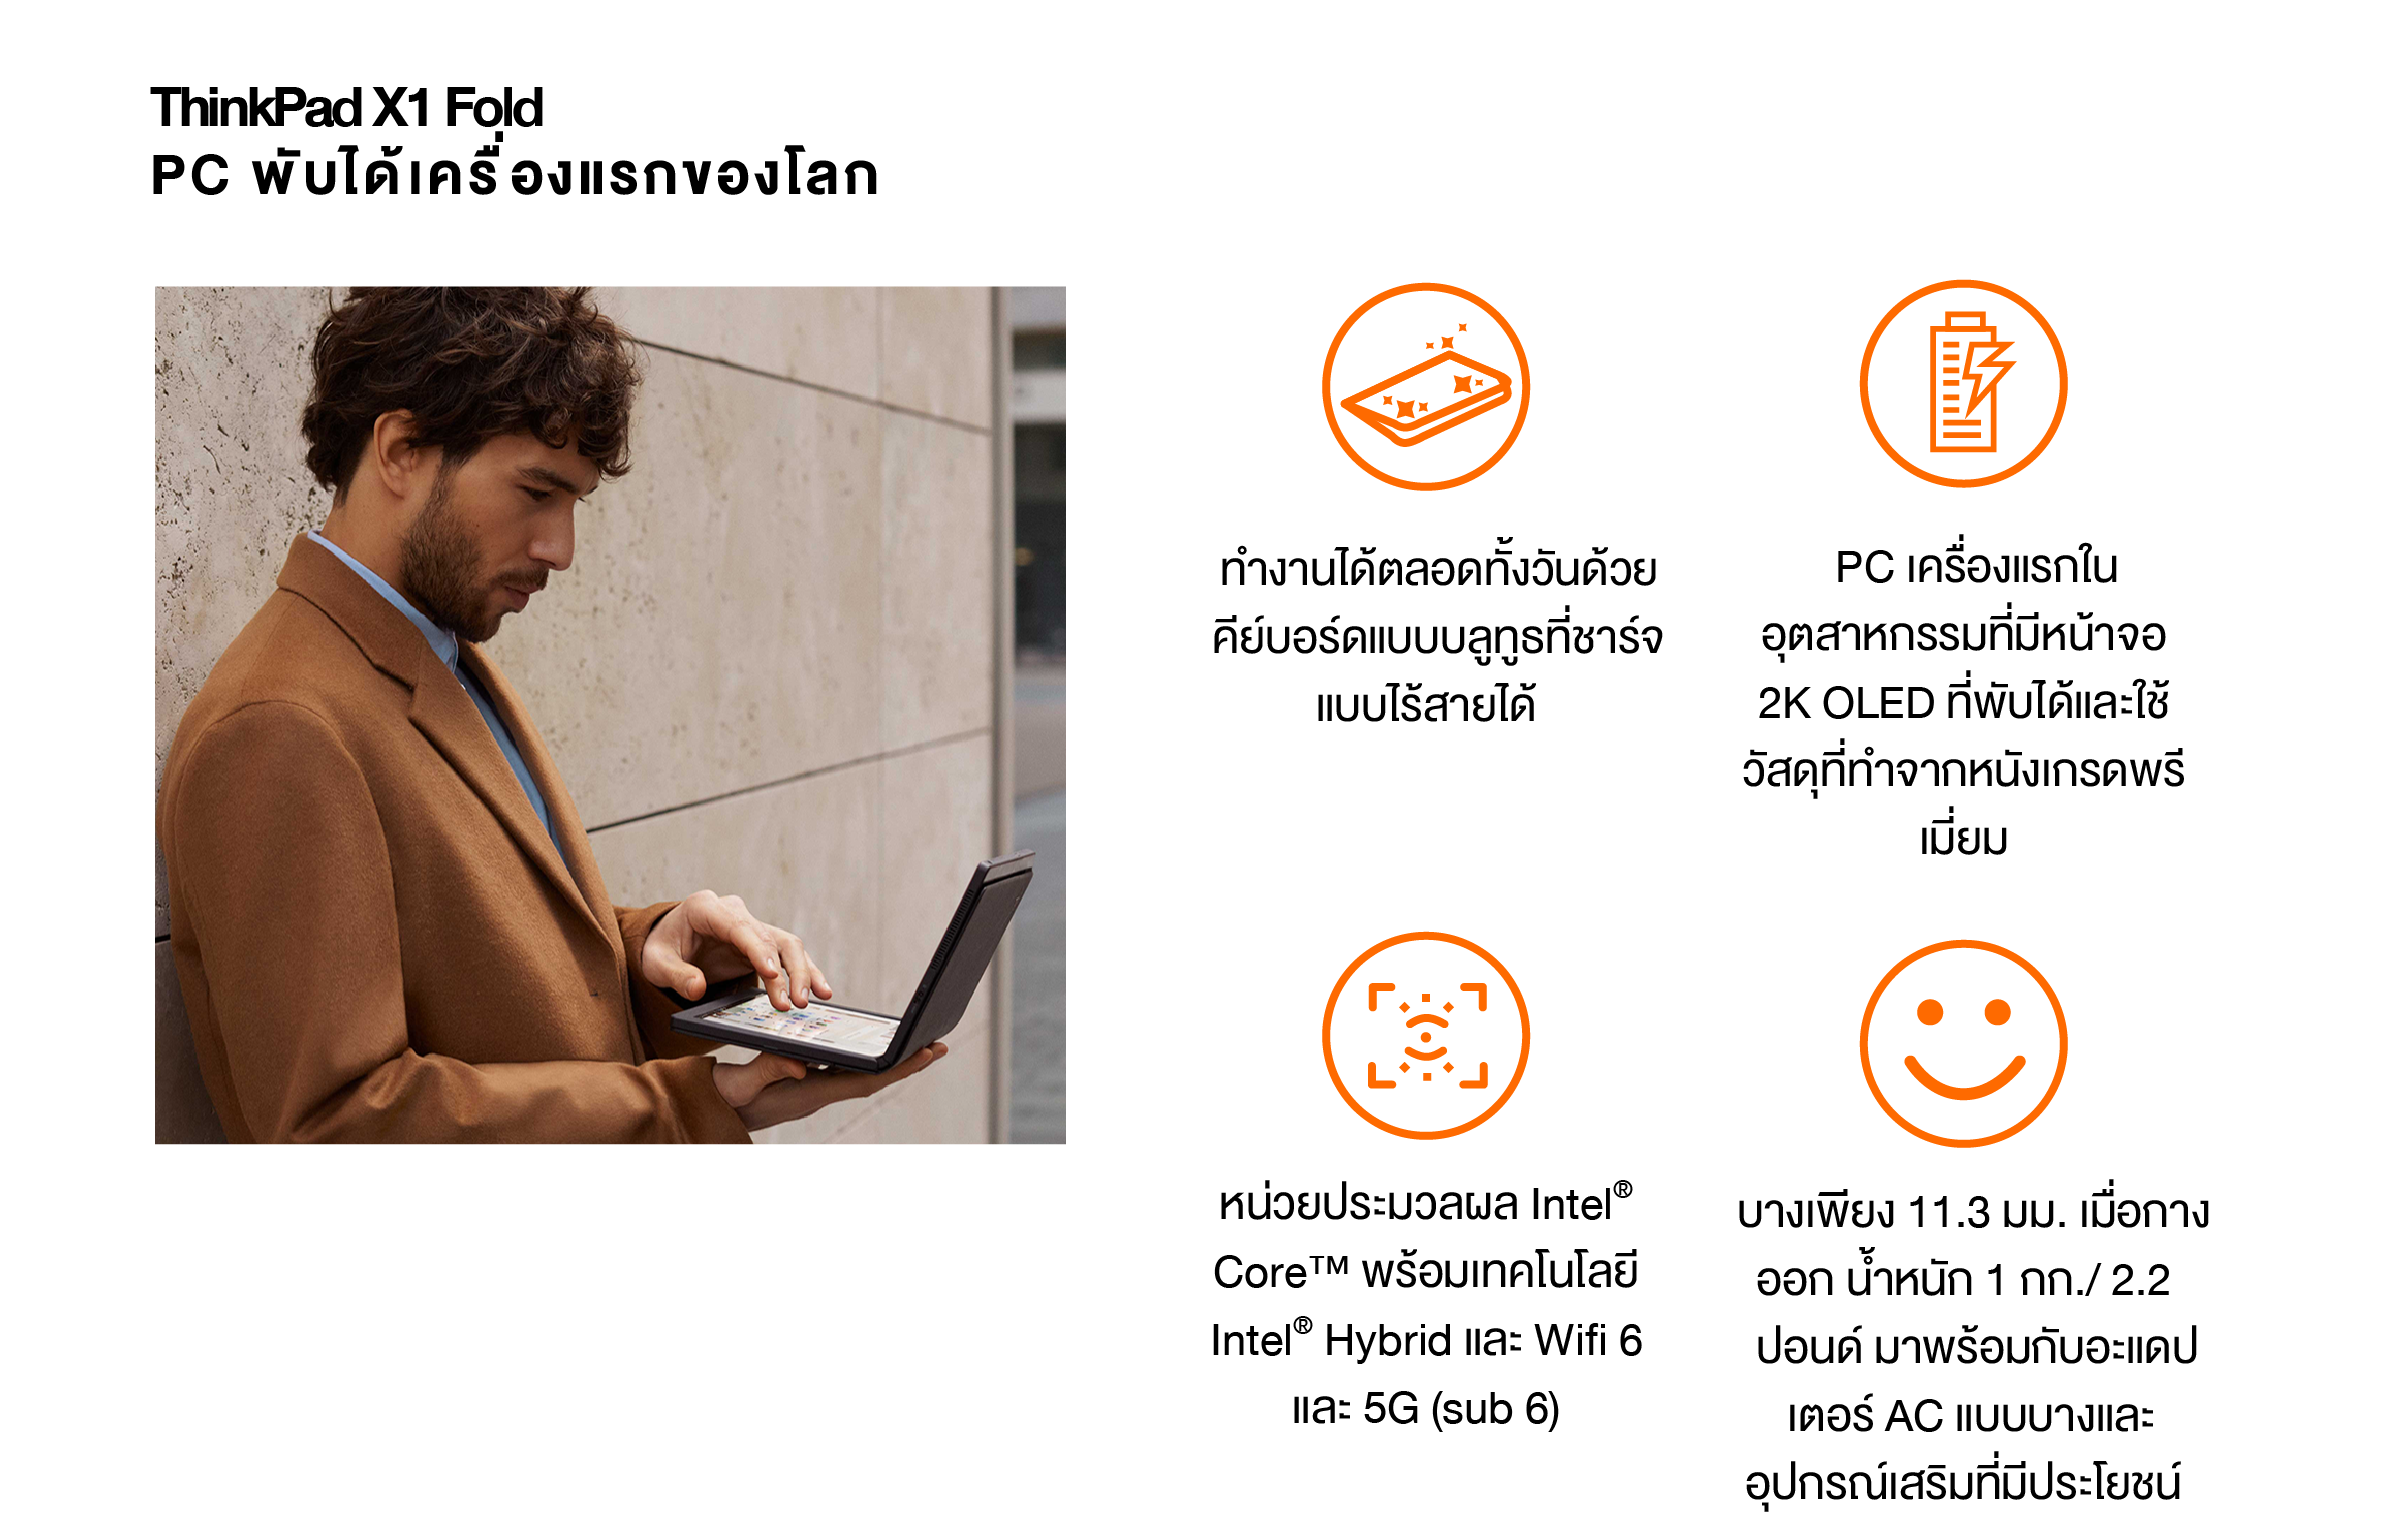 ThinkPad X1 Fold
PC พับได้เครื่องแรกของโลก
ทำงานได้ตลอดทั้งวันด้วย
คีย์บอร์ดแบบบลูทูธที่ชาร์จ
แบบไร้สายได้
PC เครื่องแรกใน
อุตสาหกรรมที่มีหน้าจอ
2K OLED ที่พับได้และใช้
วัสดุที่ทำจากหนังเกรดพรี
เมี่ยม
หน่วยประมวลผล Intel®
Core™ พร้อมเทคโนโลยี
Intel® Hybrid และ Wifi 6
และ 5G (sub 6)
บางเพียง 11.3 มม. เมื่อกาง
ออก น้ำหนัก 1 กก./ 2.2
ปอนด์ มาพร้อมกับอะแดป
เตอร์ AC แบบบางและ
อุปกรณ์เสริมที่มีประโยชน์